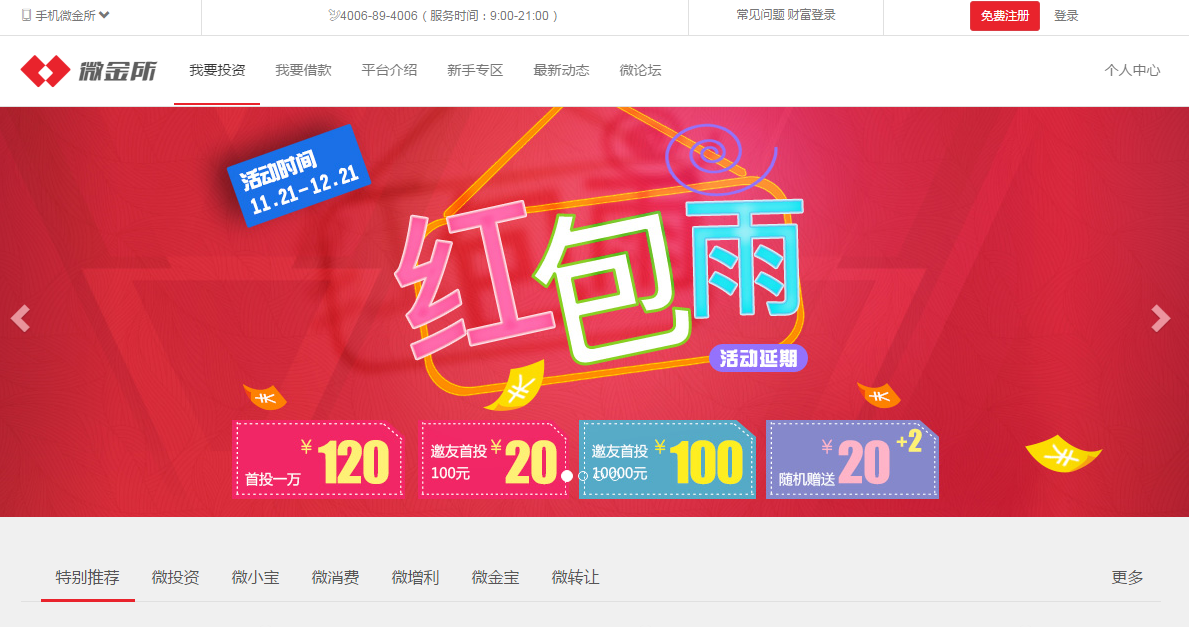 手机微金所
4006-89-4006（服务时间：9:00-21:00 ）
常见问题 财富登录
免费注册 登录
微金所
我要投资 我要借款 平台介绍 新手专区 最新动态 微论坛 个人中心
活动时间
11.21-12.21
红包雨
活动延期
首投一万 ¥120
邀友首投 ¥20
100元
邀友首投 ¥100
10000元
随机赠送 ¥20+2
特别推荐 微投资 微小宝 微消费 微增利 微金宝 微转让 更多